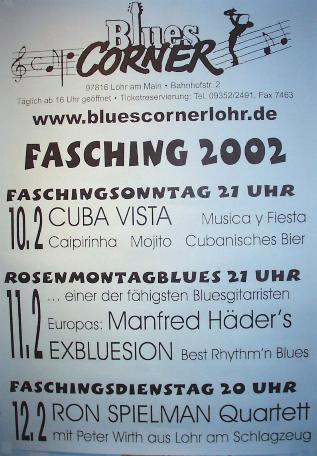 Blues
CORNER
97816 Lohr am Main • Bahnhofstr. 2
Täglich ab 16 Uhr geöffnet • Ticketreservierung: Tel. 09352/2491, Fax 7463
www.bluescornerlohr.de
FASCHING 2002
FASCHINGSONNTAG 21 UHR
10.2 CUBA VISTA Musica y Fiesta
Caipirinha Mojito Cubanisches Bier
ROSENMONTAGBLUES 21 UHR
11.2 ... einer der fähigsten Bluesgitarristen
Europas: Manfred Häder's
EXBLUESION Best Rhythm'n Blues
FASCHINGSDIENSTAG 20 UHR
12.2 RON SPIELMAN Quartett
mit Peter Wirth aus Lohr am Schlagzeug